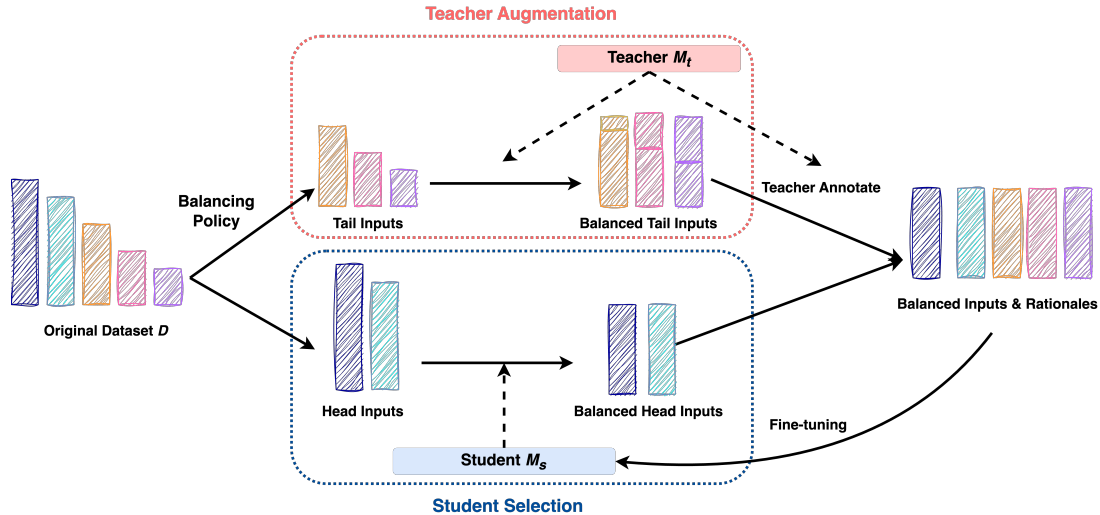 Teacher Augmentation
Teacher Mt
Balancing
Policy
Tail Inputs
Balanced Tail Inputs
Teacher Annotate
Original Dataset D
Balanced Inputs & Rationales
Head Inputs
Balanced Head Inputs
Fine-tuning
Student Ms
Student Selection